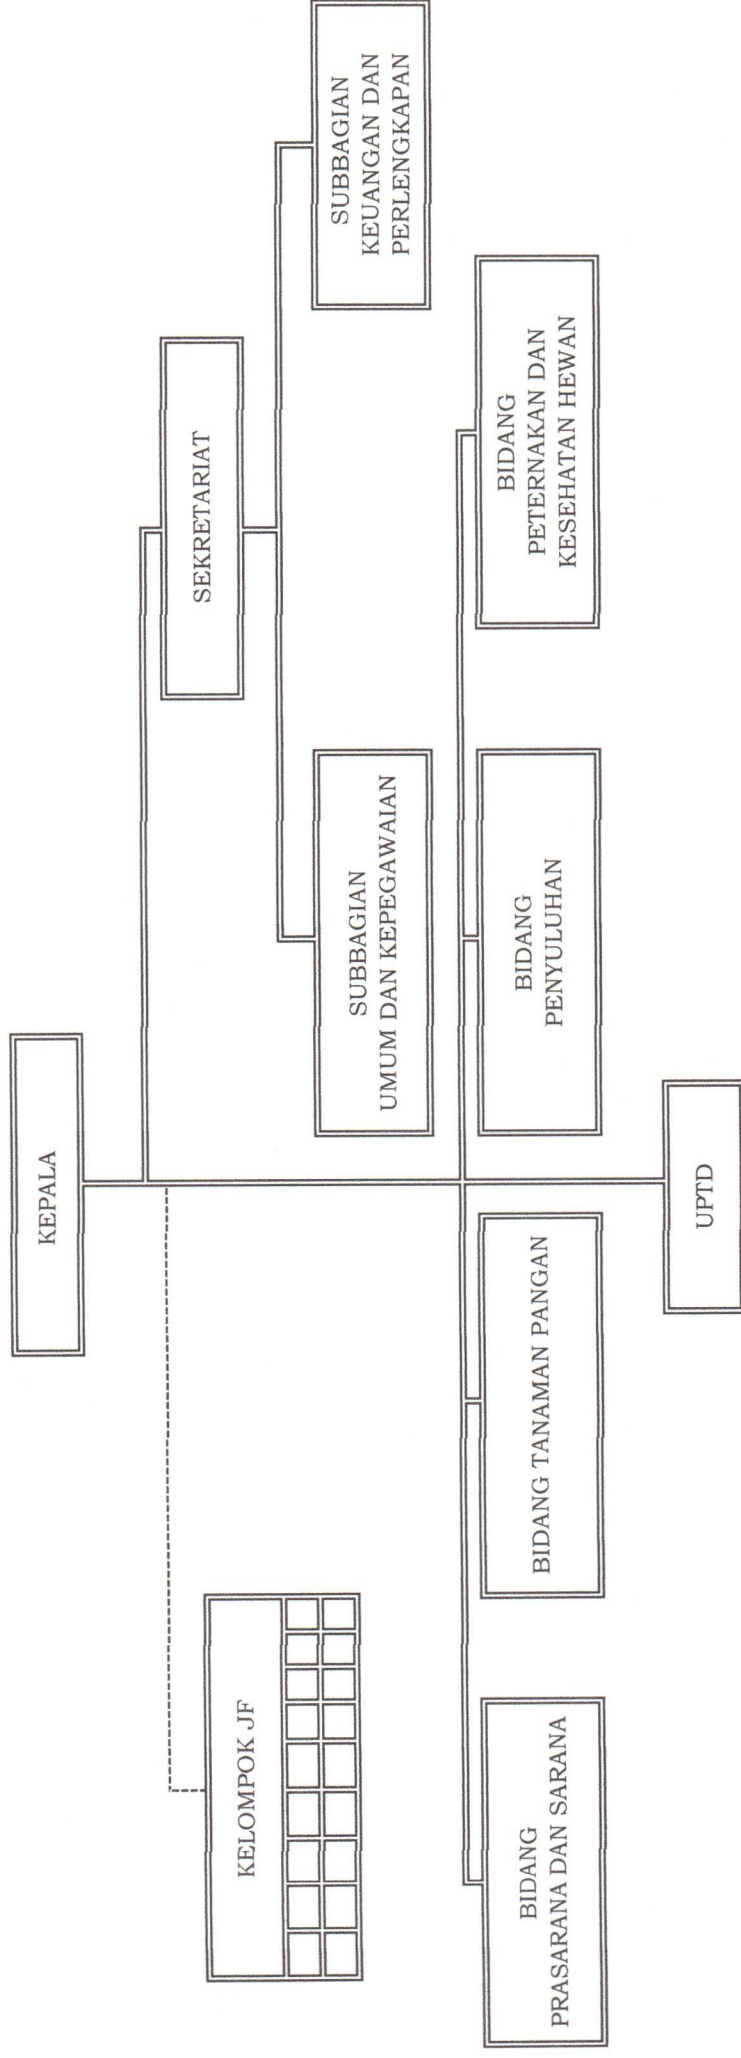 KEPALA
KELOMPOK JF
SEKRETARIAT
SUBBAGIAN
UMUM DAN KEPEGAWAIAN
SUBBAGIAN
KEUANGAN DAN
PERLENGKAPAN
BIDANG
PRASARANA DAN SARANA
BIDANG TANAMAN PANGAN
BIDANG
PENYULUHAN
BIDANG
PETERNAKAN DAN
KESEHATAN HEWAN
UPTD